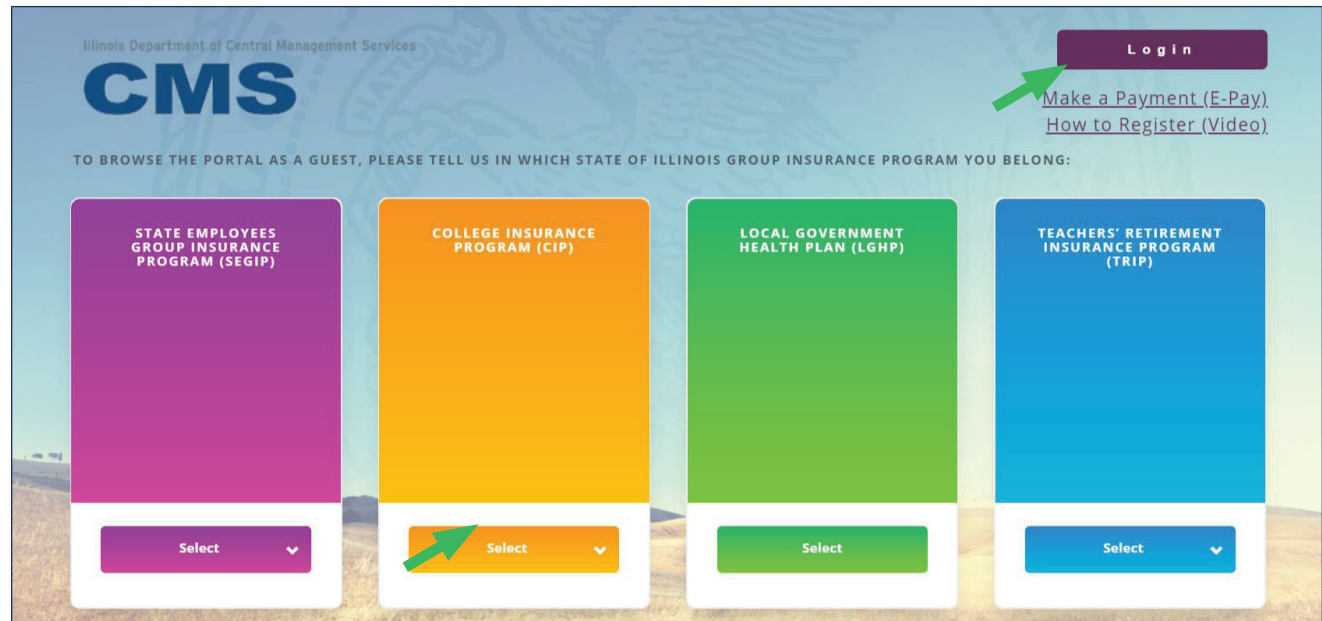 Illinois Department of Central Management Services
CMS
Login
Make a Payment (E-Pay)
How to Register (Video)
TO BROWSE THE PORTAL AS A GUEST, PLEASE TELL US IN WHICH STATE OF ILLINOIS GROUP INSURANCE PROGRAM YOU BELONG:
STATE EMPLOYEES
GROUP INSURANCE
PROGRAM (SEGIP)
Select
COLLEGE INSURANCE
PROGRAM (CIP)
Select
LOCAL GOVERNMENT
HEALTH PLAN (LGHP)
Select
TEACHERS' RETIREMENT
INSURANCE PROGRAM
(TRIP)
Select